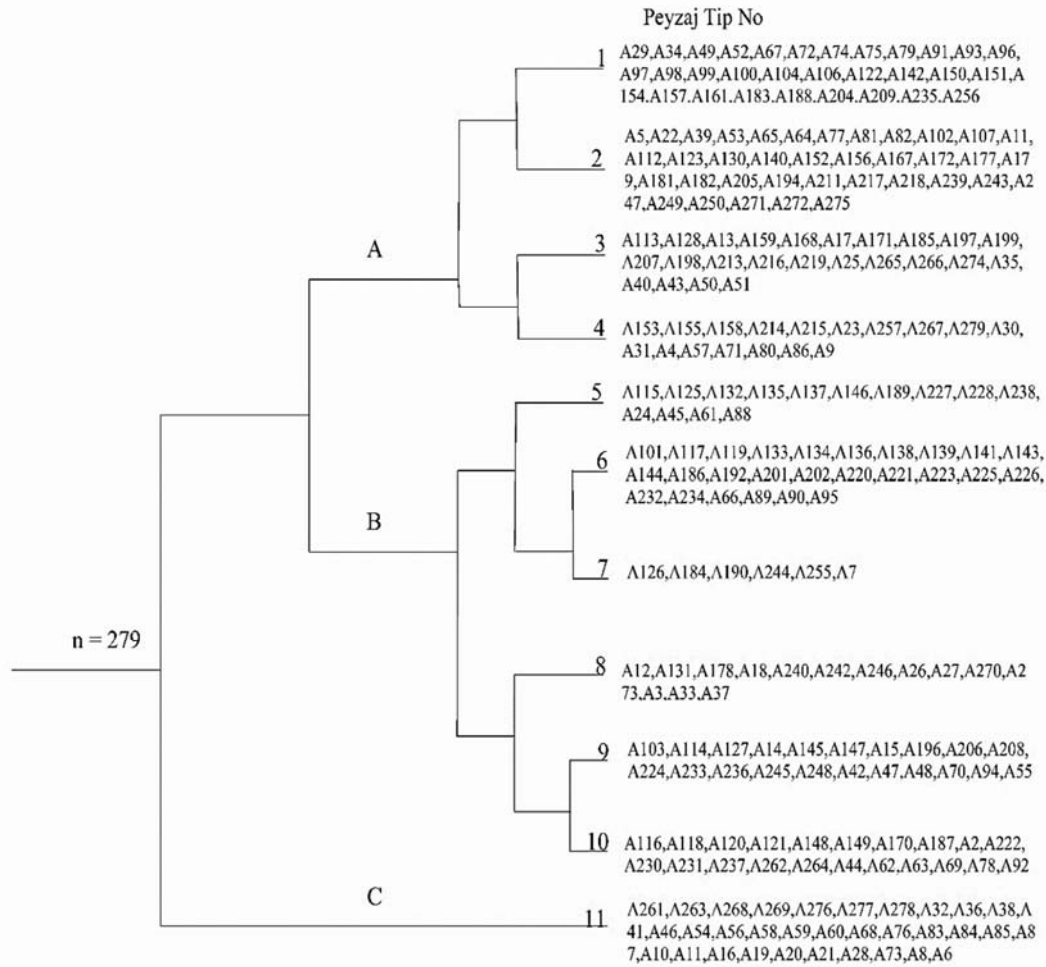 Peyzaj Tip No
1 A29,A34,A49,A52,A67,A72,A74,A75,A79,A91,A93,A96,
A97,A98,A99,A100,A104,A106,A122,A142,A150,A151,A
154,A157,A161,A183,A188,A204,A209,A235,A256
A5,A22,A39,A53,A65,A64,A77,A81,A82,A102,A107,A11,
2 A112,A123,A130,A140,A152,A156,A167,A172,A177,A17
9,A181,A182,A205,A194,A211,A217,A218,A239,A243,A2
47,A249,A250,A271,A272,A275
3 A113,A128,A13,A159,A168,A17,A171,A185,A197,A199,
A
A207,A198,A213,A216,A219,A25,A265,A266,A274,A35,
A40,A43,A50,A51
4 A153,A155,A158,A214,A215,A23,A257,A267,A279,A30,
A31,A4,A57,A71,A80,A86,A9
5 A115,A125,A132,A135,A137,A146,A189,A227,A228,A238,
A24,A45,A61,A88
A101,A117,A119,A133,A134,A136,A138,A139,A141,A143,
6 A144,A186,A192,A201,A202,A220,A221,A223,A225,A226,
A232,A234,A66,A89,A90,A95
B
7 A126,A184,A190,A244,A255,A7
n = 279
8 A12,A131,A178,A18,A240,A242,A246,A26,A27,A270,A2
73,A3,A33,A37
9 A103,A114,A127,A14,A145,A147,A15,A196,A206,A208,
A224,A233,A236,A245,A248,A42,A47,A48,A70,A94,A55
10 A116,A118,A120,A121,A148,A149,A170,A187,A2,A222,
A230,A231,A237,A262,A264,A44,A62,A63,A69,A78,A92
C
A261,A263,A268,A269,A276,A277,A278,A32,A36,A38,A
11 41,A46,A54,A56,A58,A59,A60,A68,A76,A83,A84,A85,A8
7,A10,A11,A16,A19,A20,A21,A28,A73,A8,A6